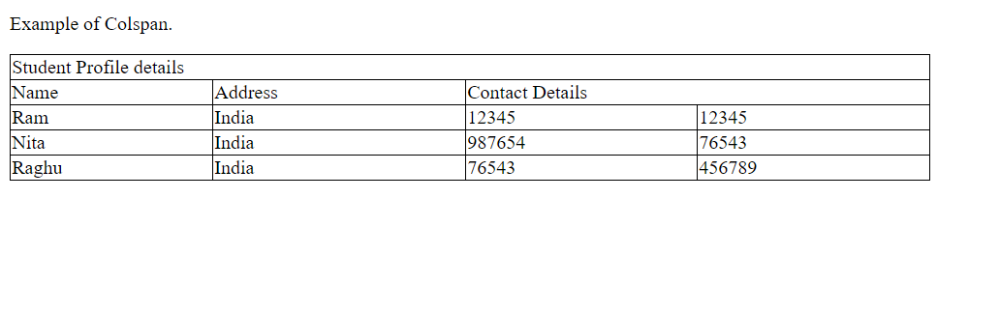 Example of Colspan.
Student Profile details
Name Address Contact Details
Ram India 12345 12345
Nita India 987654 76543
Raghu India 76543 456789